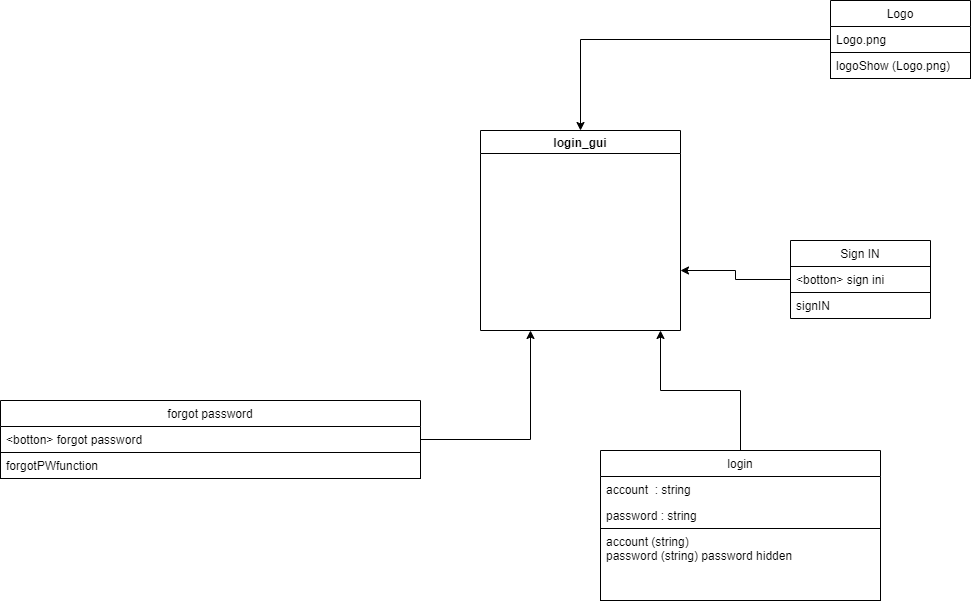 Logo
Logo.png
logoShow (Logo.png)
login_gui
Sign IN
<botton> sign ini
signIN
forgot password
<botton> forgot password
forgotPWfunction
login
account  : string
password : string
account (string)
password (string) password hidden